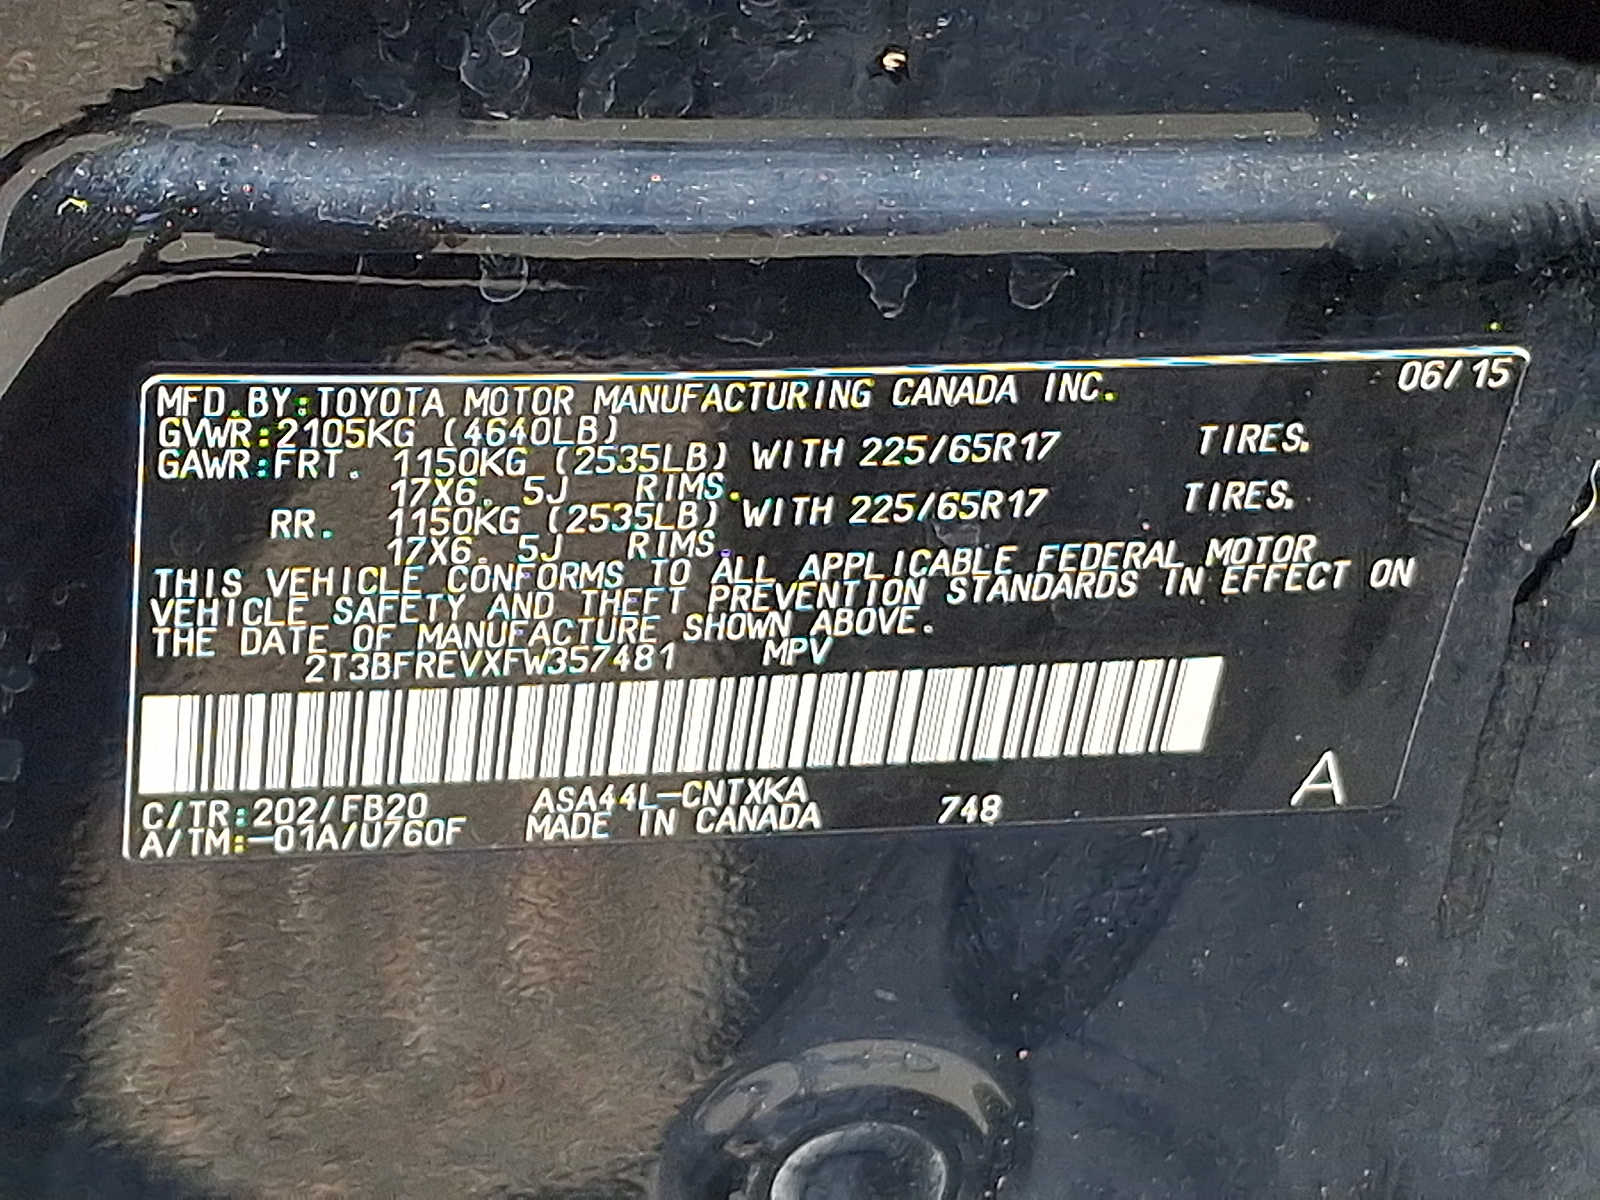 06/15
MFD.BY:TOYOTA MOTOR MANUFACTURING CANADA INC.
GVWR:2105KG (4640LB)
GAWR:FRT. 1150KG (2535LB) WITH 225/65R17 TIRES.
17X6. 5J RIMS.
RR. 1150KG (2535LB) WITH 225/65R17 TIRES.
17X6. 5J RIMS.
THIS VEHICLE CONFORMS TO ALL APPLICABLE FEDERAL MOTOR
VEHICLE SAFETY AND THEFT PREVENTION STANDARDS IN EFFECT ON
THE DATE OF MANUFACTURE SHOWN ABOVE.
2T3BFREVXFW357481 MPV
C/TR:202/FB20 ASA44L-CNTXKA
A/TM:-01A/U760F MADE IN CANADA 748 A